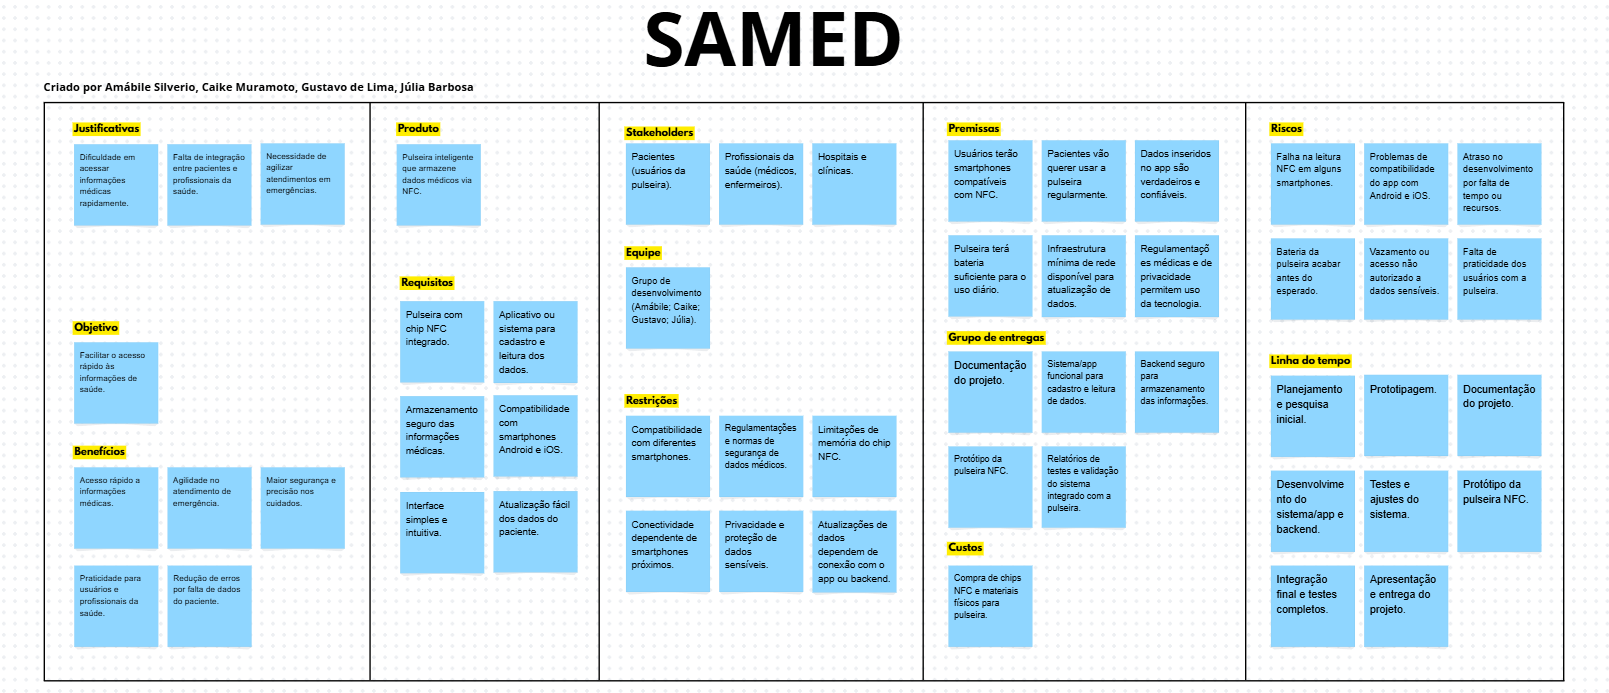 SAMED
Criado por Amábile Silverio, Caike Muramoto, Gustavo de Lima, Júlia Barbosa
Justificativas
Dificuldade em
acessar
informações
médicas
rapidamente.
Falta de integração
entre pacientes e
profissionais da
saúde.
Necessidade de
agilizar
atendimentos em
emergências.
Objetivo
Facilitar o acesso
rápido às
informações de
saúde.
Benefícios
Acesso rápido a
informações
médicas.
Agilidade no
atendimento de
emergência.
Maior segurança e
precisão nos
cuidados.
Praticidade para
usuários e
profissionais da
saúde.
Redução de erros
por falta de dados
do paciente.
Produto
Pulseira inteligente
que armazene
dados médicos via
NFC.
Requisitos
Pulseira com
chip NFC
integrado.
Aplicativo ou
sistema para
cadastro e
leitura dos
dados.
Armazenamento
seguro das
informações
médicas.
Compatibilidade
com
smartphones
Android e iOS.
Interface
simples e
intuitiva.
Atualização fácil
dos dados do
paciente.
Stakeholders
Pacientes
(usuários da
pulseira).
Profissionais da
saúde (médicos,
enfermeiros).
Hospitais e
clínicas.
Equipe
Grupo de
desenvolvimento
(Amábile; Caike;
Gustavo; Júlia).
Restrições
Compatibilidade
com diferentes
smartphones.
Regulamentações
e normas de
segurança de
dados médicos.
Limitações de
memória do chip
NFC.
Conectividade
dependente de
smartphones
próximos.
Privacidade e
proteção de
dados
sensíveis.
Atualizações de
dados
dependem de
conexão com o
app ou backend.
Premissas
Usuários terão
smartphones
compatíveis
com NFC.
Pacientes vão
querer usar a
pulseira
regularmente.
Dados inseridos
no app são
verdadeiros e
confiáveis.
Pulseira terá
bateria
suficiente para o
uso diário.
Infraestrutura
mínima de rede
disponível para
atualização de
dados.
Regulamentaçõ
es médicas e de
privacidade
permitem uso
da tecnologia.
Grupo de entregas
Documentação
do projeto.
Sistema/app
funcional para
cadastro e leitura
de dados.
Backend seguro
para
armazenamento
das informações.
Protótipo da
pulseira NFC.
Relatórios de
testes e validação
do sistema
integrado com a
pulseira.
Custos
Compra de chips
NFC e materiais
físicos para
pulseira.
Riscos
Falha na leitura
NFC em alguns
smartphones.
Problemas de
compatibilidade
do app com
Android e iOS.
Atraso no
desenvolvimento
por falta de
tempo ou
recursos.
Bateria da
pulseira acabar
antes do
esperado.
Vazamento ou
acesso não
autorizado a
dados sensíveis.
Falta de
praticidade dos
usuários com a
pulseira.
Linha do tempo
Planejamento
e pesquisa
inicial.
Prototipagem.
Documentação
do projeto.
Desenvolvime
nto do
sistema/app e
backend.
Testes e
ajustes do
sistema.
Protótipo da
pulseira NFC.
Integração
final e testes
completos.
Apresentação
e entrega do
projeto.